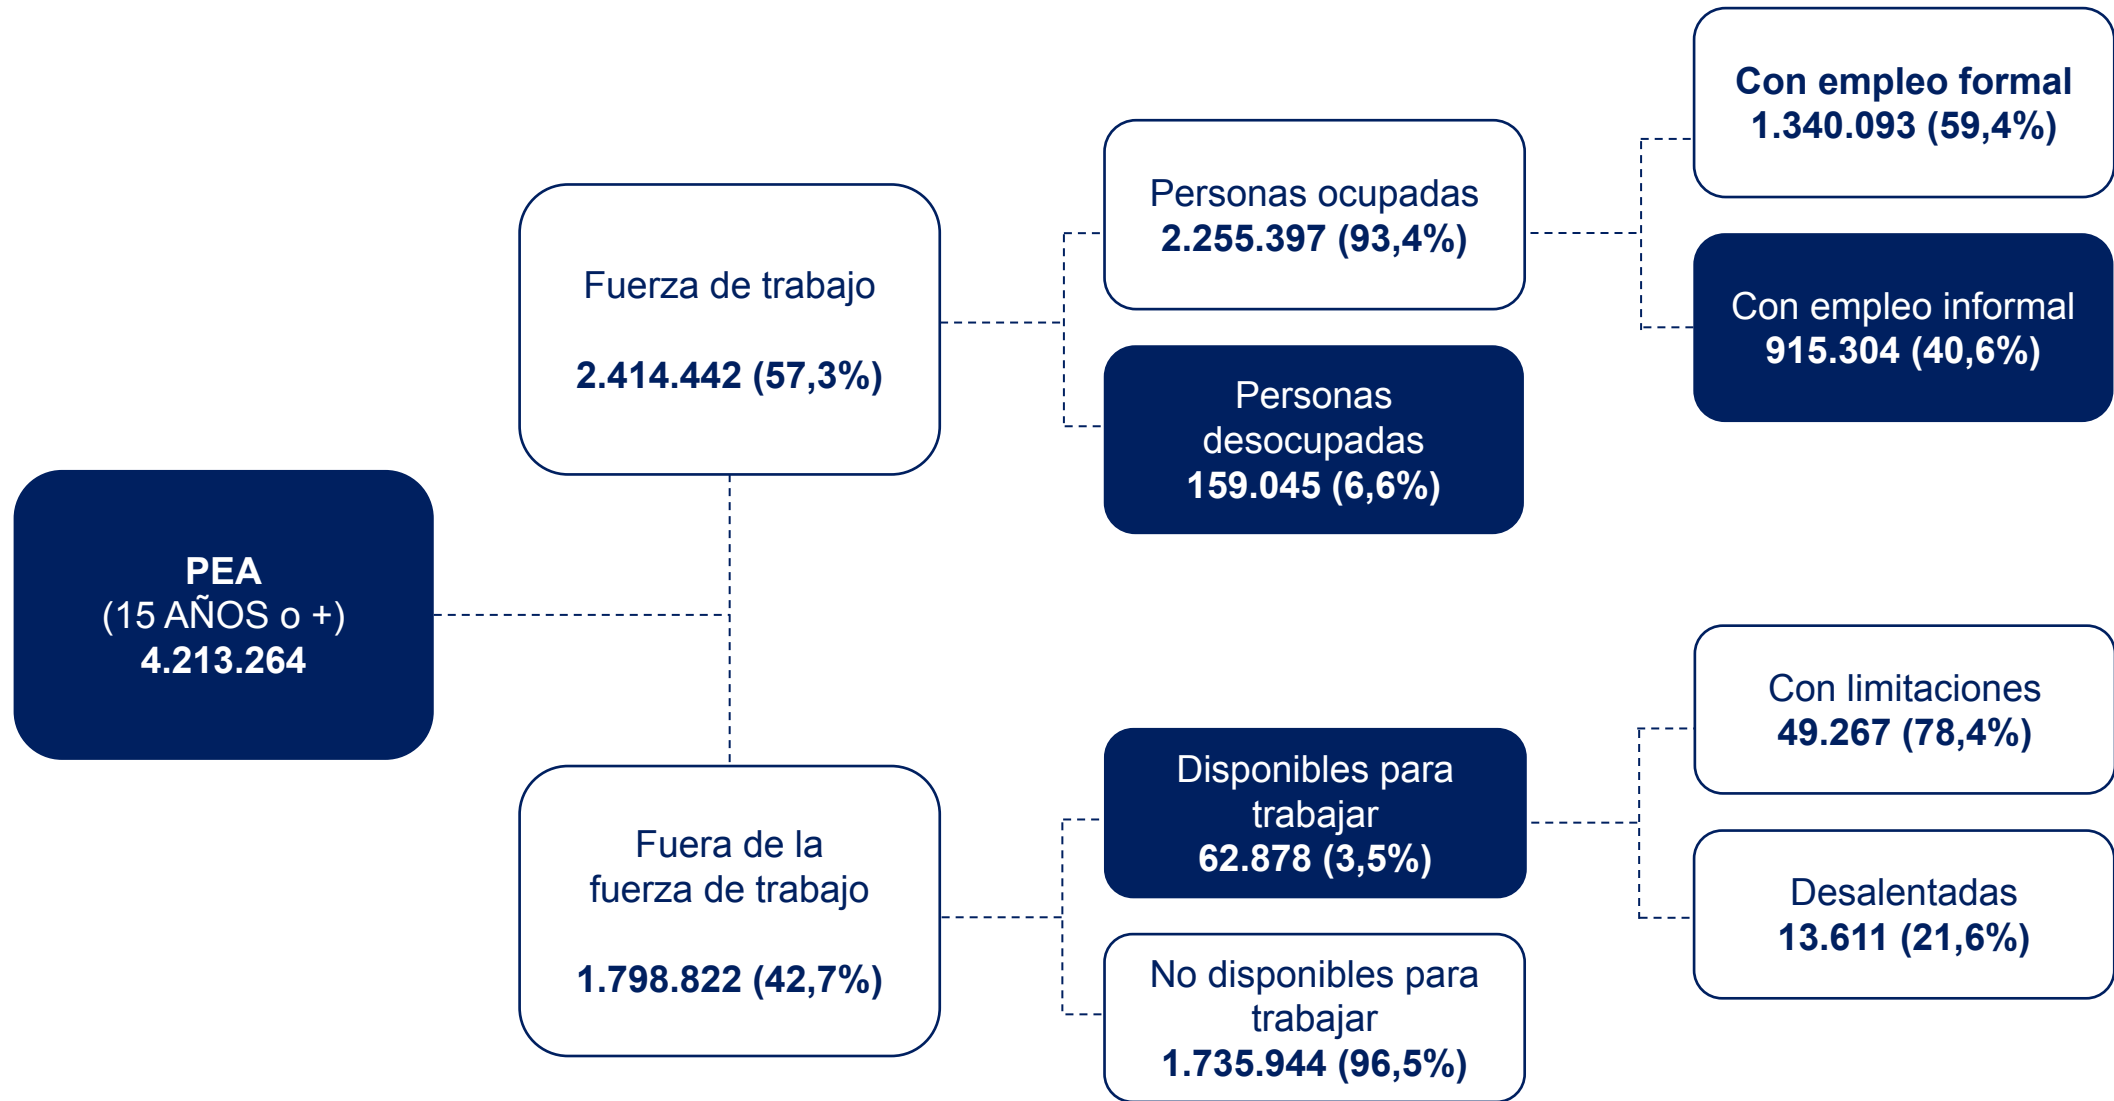 PEA
(15 AÑOS o +)
4.213.264
Fuerza de trabajo
2.414.442 (57,3%)
Personas ocupadas
2.255.397 (93,4%)
Con empleo formal
1.340.093 (59,4%)
Con empleo informal
915.304 (40,6%)
Personas
desocupadas
159.045 (6,6%)
Fuera de la
fuerza de trabajo
1.798.822 (42,7%)
Disponibles para
trabajar
62.878 (3,5%)
Con limitaciones
49.267 (78,4%)
Desalentadas
13.611 (21,6%)
No disponibles para
trabajar
1.735.944 (96,5%)